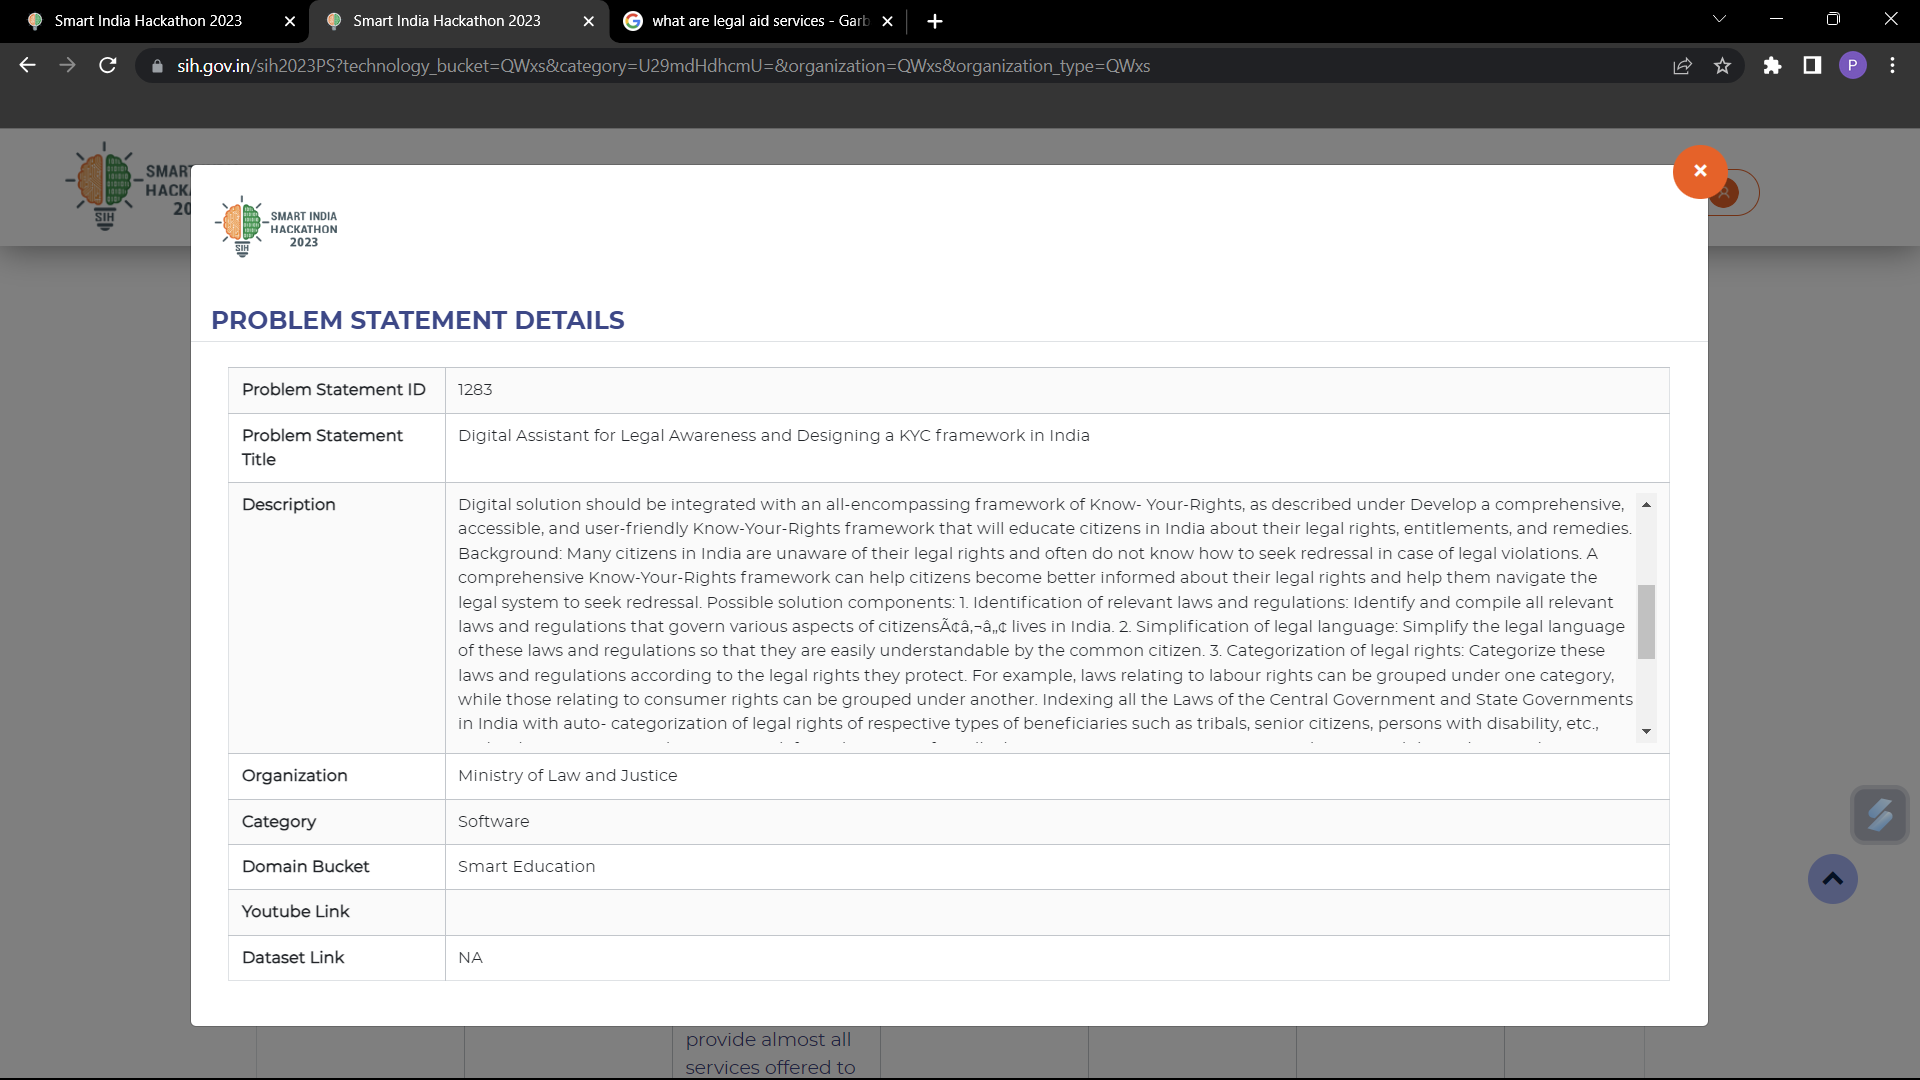 Smart India Hackathon 2023
Smart India Hackathon 2023
what are legal aid services - Garb
sih.gov.in/sih2023PS?technology_bucket=QWxs&category=U29mdHdhcmU=&organization=QWxs&organization_type=QWxs
P
SMART
HACKA
20
SIH
SMART INDIA
HACKATHON
2023
SIH
PROBLEM STATEMENT DETAILS
Problem Statement ID 1283
Problem Statement Title Digital Assistant for Legal Awareness and Designing a KYC framework in India
Description
Digital solution should be integrated with an all-encompassing framework of Know- Your-Rights, as described under Develop a comprehensive,
accessible, and user-friendly Know-Your-Rights framework that will educate citizens in India about their legal rights, entitlements, and remedies.
Background: Many citizens in India are unaware of their legal rights and often do not know how to seek redressal in case of legal violations. A
comprehensive Know-Your-Rights framework can help citizens become better informed about their legal rights and help them navigate the
legal system to seek redressal. Possible solution components: 1. Identification of relevant laws and regulations: Identify and compile all relevant
laws and regulations that govern various aspects of citizensÃ¢â‚¬â„¢ lives in India. 2. Simplification of legal language: Simplify the legal language
of these laws and regulations so that they are easily understandable by the common citizen. 3. Categorization of legal rights: Categorize these
laws and regulations according to the legal rights they protect. For example, laws relating to labour rights can be grouped under one category,
while those relating to consumer rights can be grouped under another. Indexing all the Laws of the Central Government and State Governments
in India with auto- categorization of legal rights of respective types of beneficiaries such as tribals, senior citizens, persons with disability, etc.,
Organization Ministry of Law and Justice
Category Software
Domain Bucket Smart Education
Youtube Link
Dataset Link NA
provide almost all
services offered to